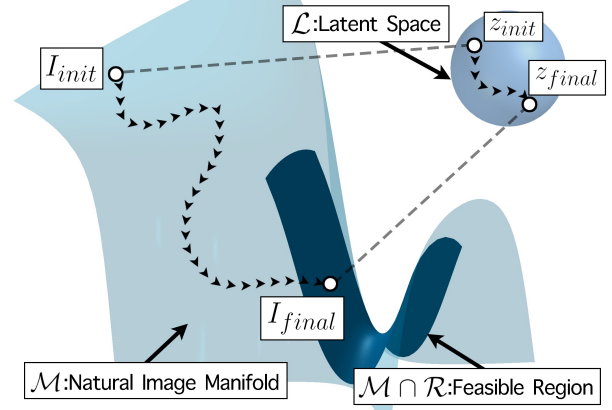 ℒ:Latent Space
z_init
I_init
z_final
I_final
ℳ:Natural Image Manifold
ℳ ∩ ℛ:Feasible Region